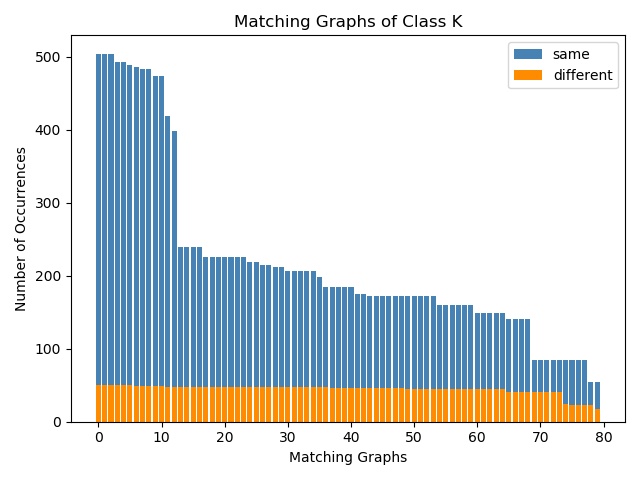 Matching Graphs of Class K
same
different
Number of Occurrences
500
400
300
200
100
0
0 10 20 30 40 50 60 70 80
Matching Graphs